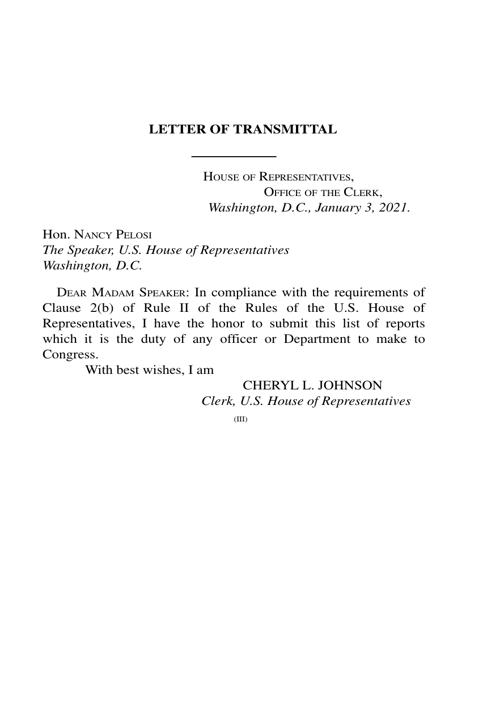 LETTER OF TRANSMITTAL
HOUSE OF REPRESENTATIVES,
OFFICE OF THE CLERK,
Washington, D.C., January 3, 2021.
Hon. NANCY PELOSI
The Speaker, U.S. House of Representatives
Washington, D.C.
DEAR MADAM SPEAKER: In compliance with the requirements of
Clause 2(b) of Rule II of the Rules of the U.S. House of
Representatives, I have the honor to submit this list of reports
which it is the duty of any officer or Department to make to
Congress.
With best wishes, I am
CHERYL L. JOHNSON
Clerk, U.S. House of Representatives
(III)